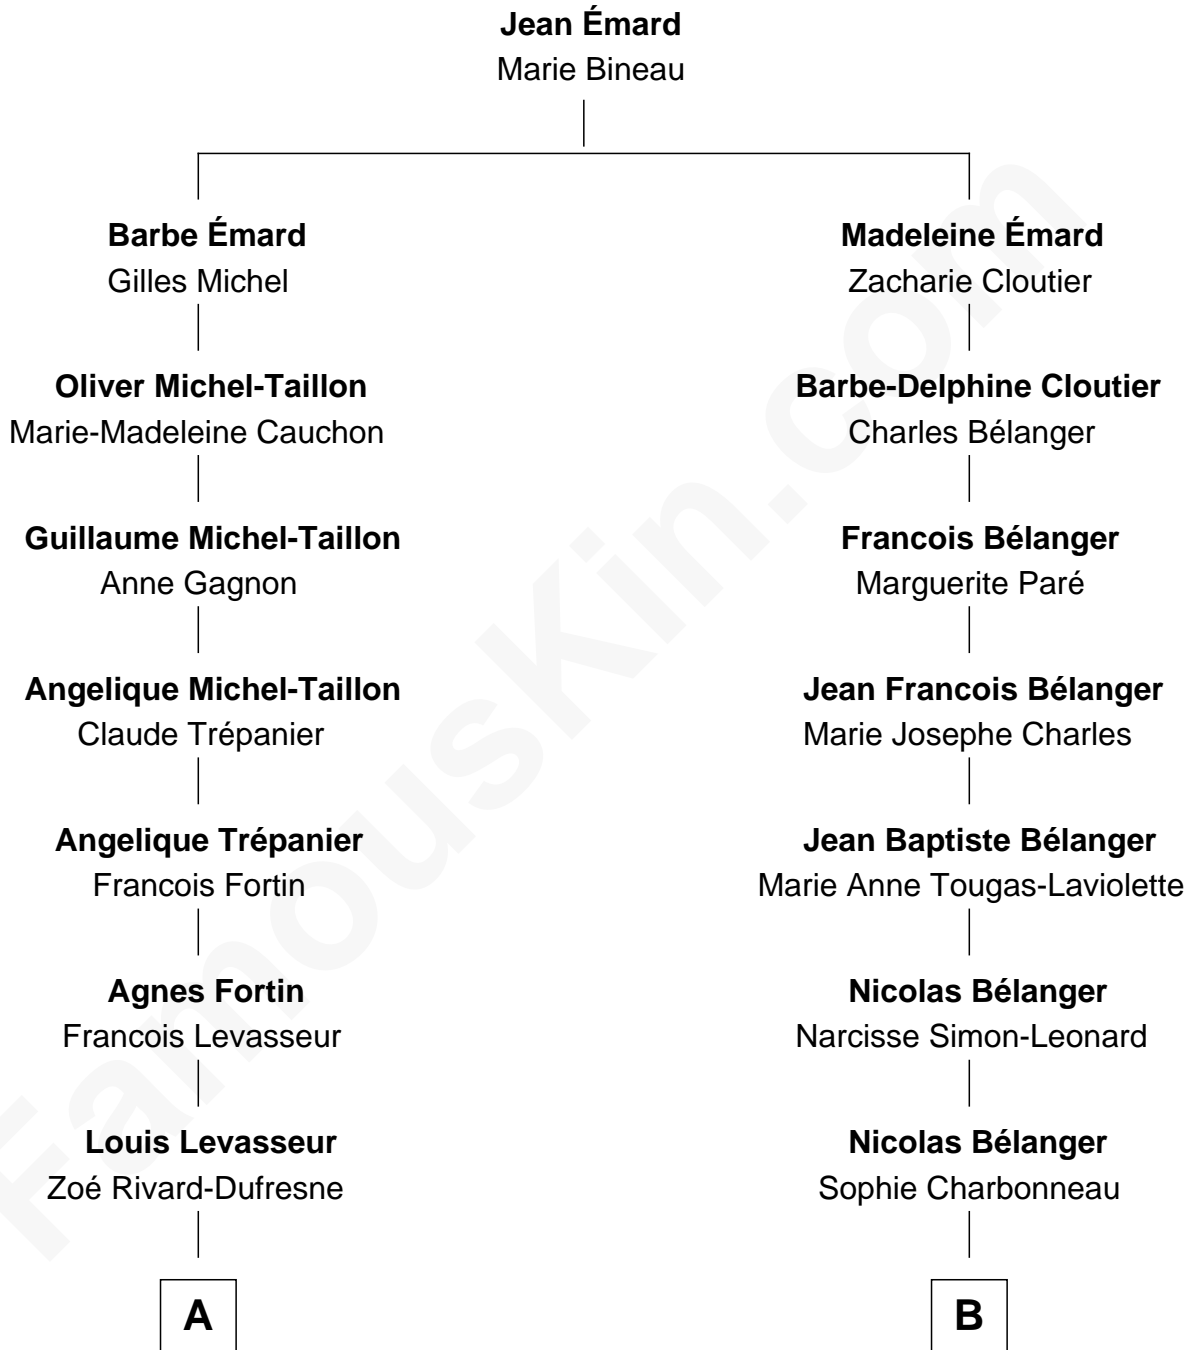 Jean Émard
Marie Bineau
Barbe Émard
Gilles Michel
Madeleine Émard
Zacharie Cloutier
Oliver Michel-Taillon
Marie-Madeleine Cauchon
Barbe-Delphine Cloutier
Charles Bélanger
Guillaume Michel-Taillon
Anne Gagnon
Francois Bélanger
Marguerite Paré
Angelique Michel-Taillon
Claude Trépanier
Jean Francois Bélanger
Marie Josephe Charles
Angelique Trépanier
Francois Fortin
Jean Baptiste Bélanger
Marie Anne Tougas-Laviolette
Agnes Fortin
Francois Levasseur
Nicolas Bélanger
Narcisse Simon-Leonard
Louis Levasseur
Zoé Rivard-Dufresne
Nicolas Bélanger
Sophie Charbonneau
A
B
FamousKin.com